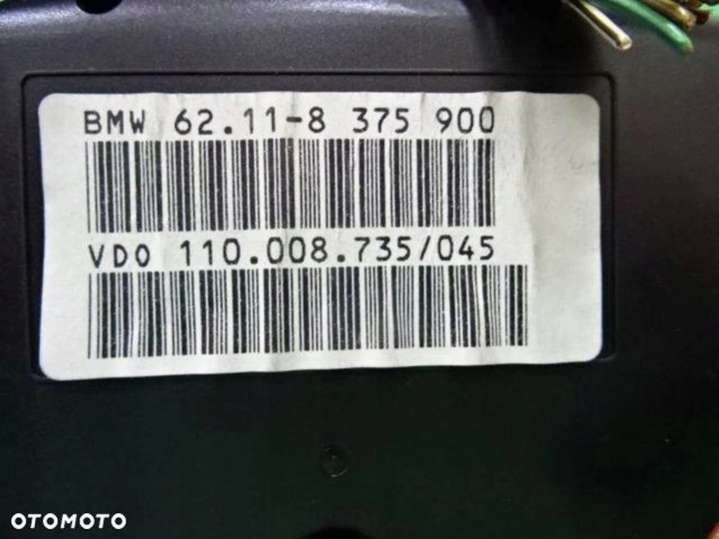 BMW 62.11-8 375 900
VDO 110.008.735/045
OTOMOTO